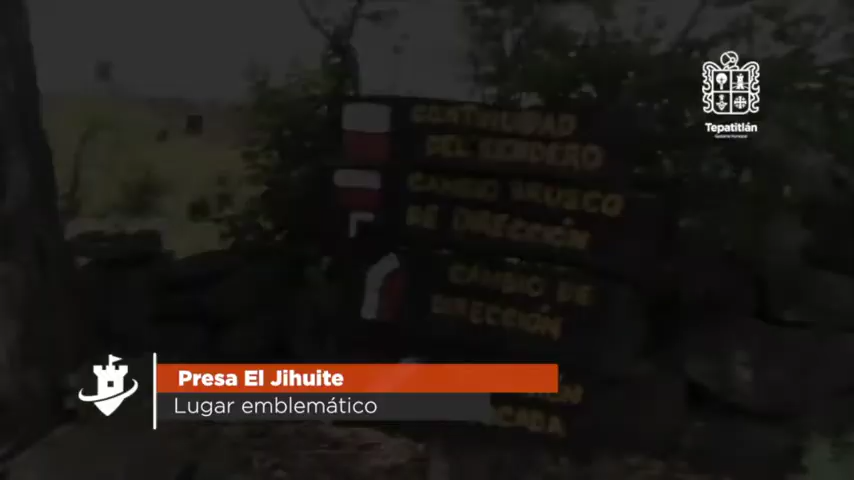 Tepatitlán
CONTINUIDAD
DEL SENDERO
CAMBIO BRUSCO
DE DIRECCIÓN
CAMBIO DE
DIRECCIÓN
Presa El Jihuite
Lugar emblemático